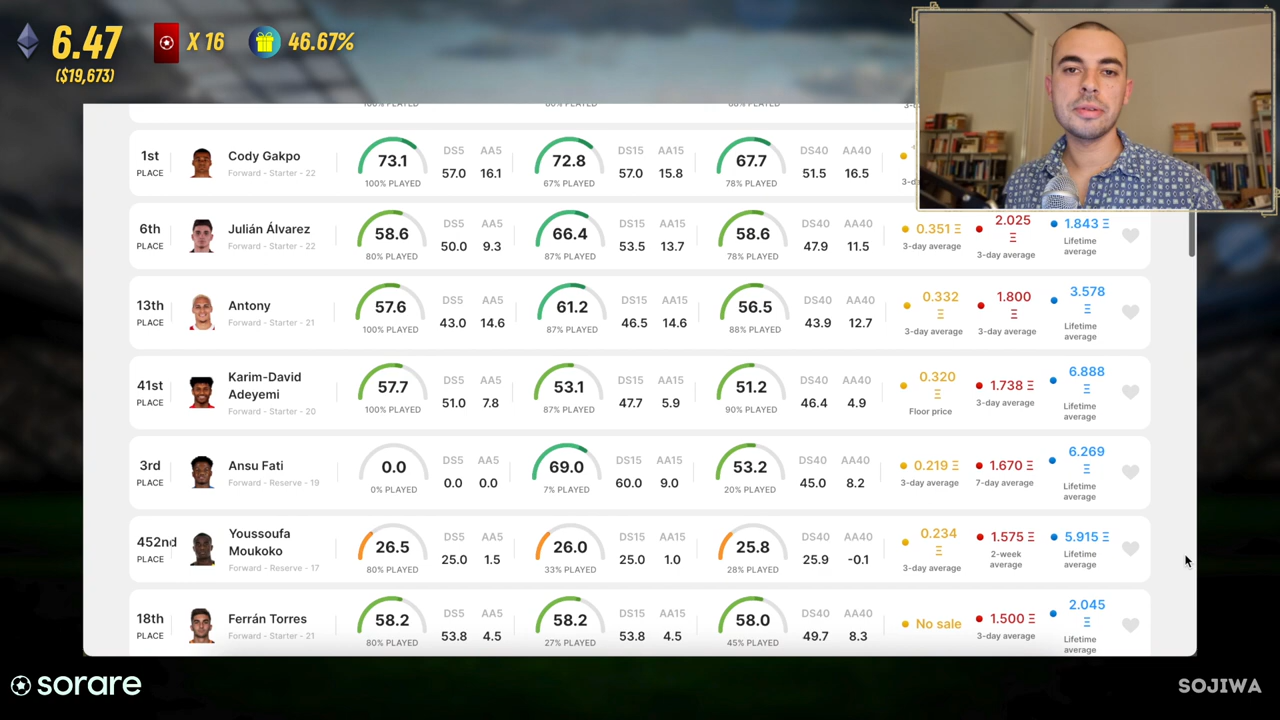 6.47
($19,673)
X 16
46.67%
100% PLAYED
1st
PLACE
Cody Gakpo
Forward - Starter - 22
73.1
100% PLAYED
DS5 AA5
57.0 16.1
72.8
67% PLAYED
DS15 AA15
57.0 15.8
67.7
78% PLAYED
DS40 AA40
51.5 16.5
6th
PLACE
Julián Álvarez
Forward - Starter - 22
58.6
80% PLAYED
DS5 AA5
50.0 9.3
66.4
87% PLAYED
DS15 AA15
53.5 13.7
58.6
78% PLAYED
DS40 AA40
47.9 11.5
0.351 Ξ
3-day average
2.025
Ξ
3-day average
1.843 Ξ
Lifetime
average
13th
PLACE
Antony
Forward - Starter - 21
57.6
100% PLAYED
DS5 AA5
43.0 14.6
61.2
87% PLAYED
DS15 AA15
46.5 14.6
56.5
88% PLAYED
DS40 AA40
43.9 12.7
0.332
Ξ
3-day average
1.800
Ξ
3-day average
3.578
Ξ
Lifetime
average
41st
PLACE
Karim-David
Adeyemi
Forward - Starter - 20
57.7
100% PLAYED
DS5 AA5
51.0 7.8
53.1
87% PLAYED
DS15 AA15
47.7 5.9
51.2
90% PLAYED
DS40 AA40
46.4 4.9
0.320
Ξ
Floor price
1.738 Ξ
3-day average
6.888
Ξ
Lifetime
average
3rd
PLACE
Ansu Fati
Forward - Reserve - 19
0.0
0% PLAYED
DS5 AA5
0.0 0.0
69.0
7% PLAYED
DS15 AA15
60.0 9.0
53.2
20% PLAYED
DS40 AA40
45.0 8.2
0.219 Ξ
3-day average
1.670 Ξ
7-day average
6.269
Ξ
Lifetime
average
452nd
PLACE
Youssoufa
Moukoko
Forward - Reserve - 17
26.5
80% PLAYED
DS5 AA5
25.0 1.5
26.0
33% PLAYED
DS15 AA15
25.0 1.0
25.8
28% PLAYED
DS40 AA40
25.9 -0.1
0.234
Ξ
3-day average
1.575 Ξ
2-week
average
5.915 Ξ
Lifetime
average
18th
PLACE
Ferrán Torres
Forward - Starter - 21
58.2
80% PLAYED
DS5 AA5
53.8 4.5
58.2
27% PLAYED
DS15 AA15
53.8 4.5
58.0
45% PLAYED
DS40 AA40
49.7 8.3
No sale
1.500 Ξ
3-day average
2.045
Ξ
Lifetime
average
sorare
SOJIWA